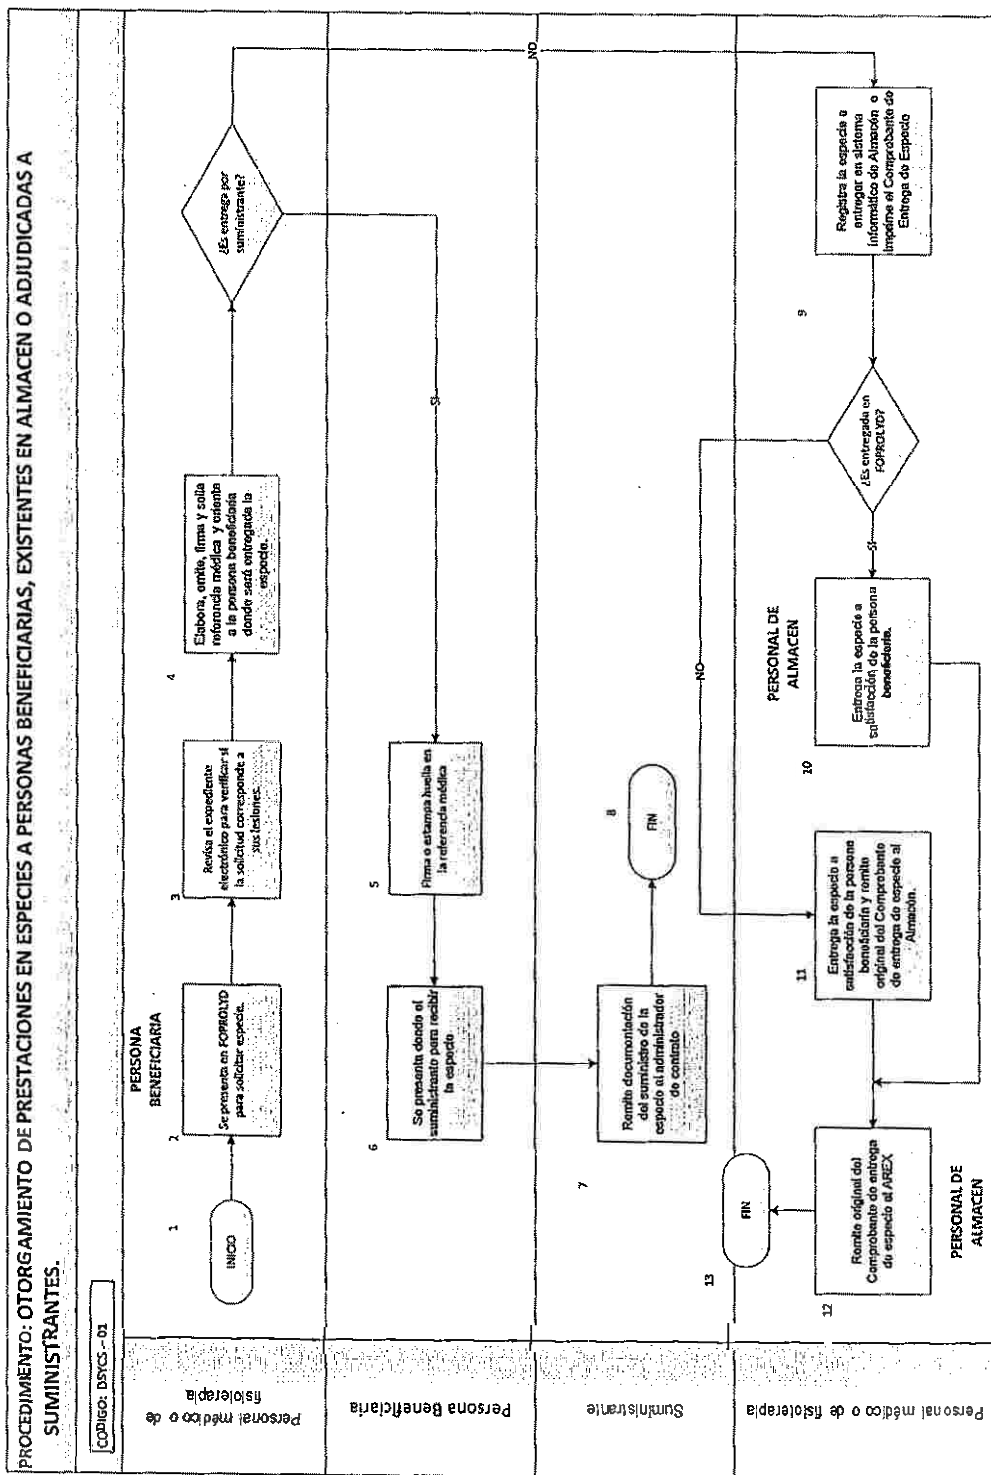 PROCEDIMIENTO: OTORGAMIENTO DE PRESTACIONES EN ESPECIES A PERSONAS BENEFICIARIAS, EXISTENTES EN ALMACEN O ADJUDICADAS A
SUMINISTRANTES.
CODIGO: DSYCS - 01
Personal médico o de
fisioterapia
1
INICIO
PERSONA
BENEFICIARIA
2
Se presenta en FOPROLYD
para solicitar especie.
3
Revisa el expediente
electrónico para verificar si
la solicitud corresponde a
sus lesiones.
4
Elabora, emite, firma y sella
referencia médica y orienta
a la persona beneficiaria
donde será entregada la
especie.
¿Es entrega por
suministrante?
SI
NO
Persona Beneficiaria
5
Firma o estampa huella en
la referencia médica
6
Se presenta donde el
suministrante para recibir
la especie
Suministrante
7
Remite documentación
del suministro de la
especie al administrador
de contrato
8
FIN
Personal médico o de fisioterapia
9
Registra la especie a
entregar en sistema
informático de Almacén e
Imprime el Comprobante de
Entrega de Especie
¿Es entregada en
FOPROLYD?
SI
NO
PERSONAL DE
ALMACEN
10
Entrega la especie a
satisfacción de la persona
beneficiaria.
11
Entrega la especie a
satisfacción de la persona
beneficiaria y remite
original del Comprobante
de entrega de especie al
Almacén.
12
Remite original del
Comprobante de entrega
de especie al AREX
PERSONAL DE
ALMACEN
13
FIN